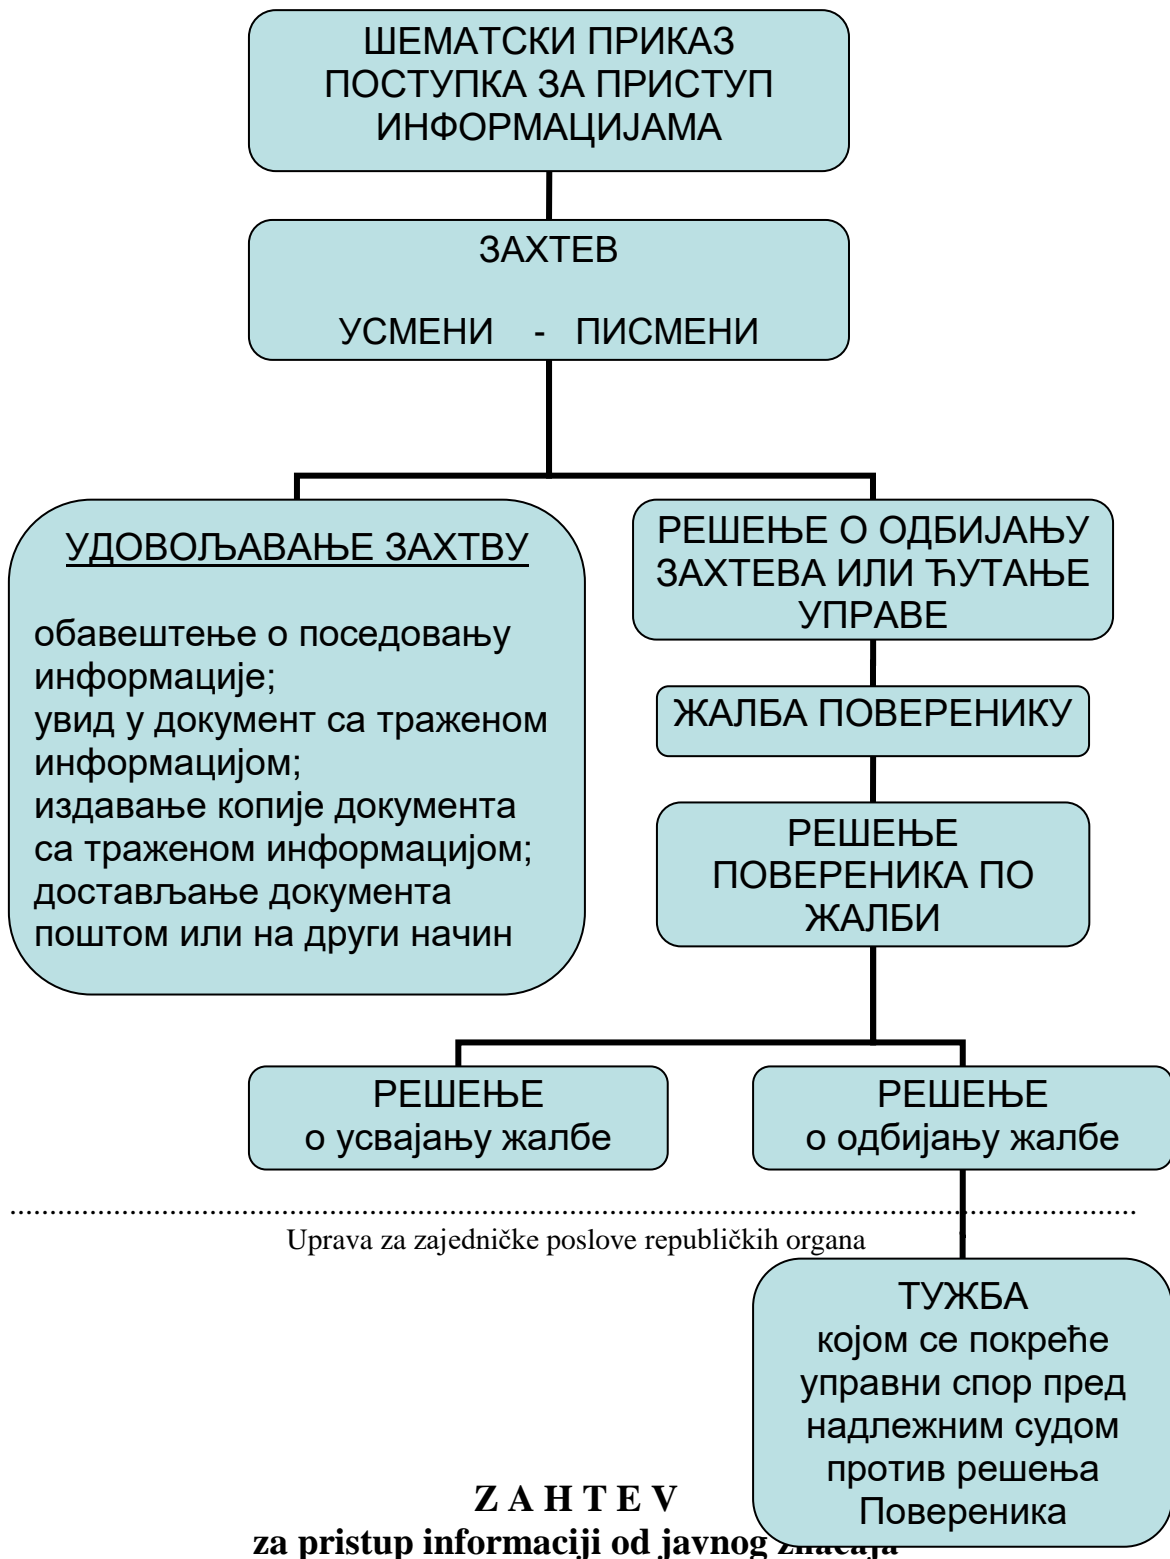 ШЕМАТСКИ ПРИКАЗ
ПОСТУПКА ЗА ПРИСТУП
ИНФОРМАЦИЈАМА
ЗАХТЕВ
УСМЕНИ - ПИСМЕНИ
УДОВОЉАВАЊЕ ЗАХТВУ
обавештење о поседовању
информације;
увид у документ са траженом
информацијом;
издавање копије документа
са траженом информацијом;
достављање документа
поштом или на други начин
РЕШЕЊЕ О ОДБИЈАЊУ
ЗАХТЕВА ИЛИ ЋУТАЊЕ
УПРАВЕ
ЖАЛБА ПОВЕРЕНИКУ
РЕШЕЊЕ
ПОВЕРЕНИКА ПО
ЖАЛБИ
РЕШЕЊЕ
о усвајању жалбе
РЕШЕЊЕ
о одбијању жалбе
Uprava za zajedničke poslove republičkih organa
ТУЖБА
којом се покреће
управни спор пред
надлежним судом
против решења
Повереника
Z A H T E V
za pristup informaciji od javnog